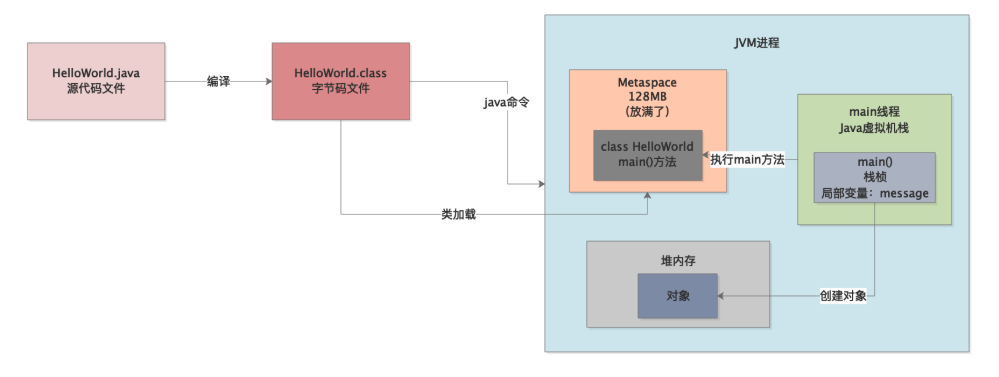 JVM进程
HelloWorld.java
源代码文件
编译
HelloWorld.class
字节码文件
java命令
类加载
Metaspace
128MB
(放满了)
class HelloWorld
main()方法
执行main方法
main线程
Java虚拟机栈
main()
栈桢
局部变量：message
堆内存
对象
创建对象